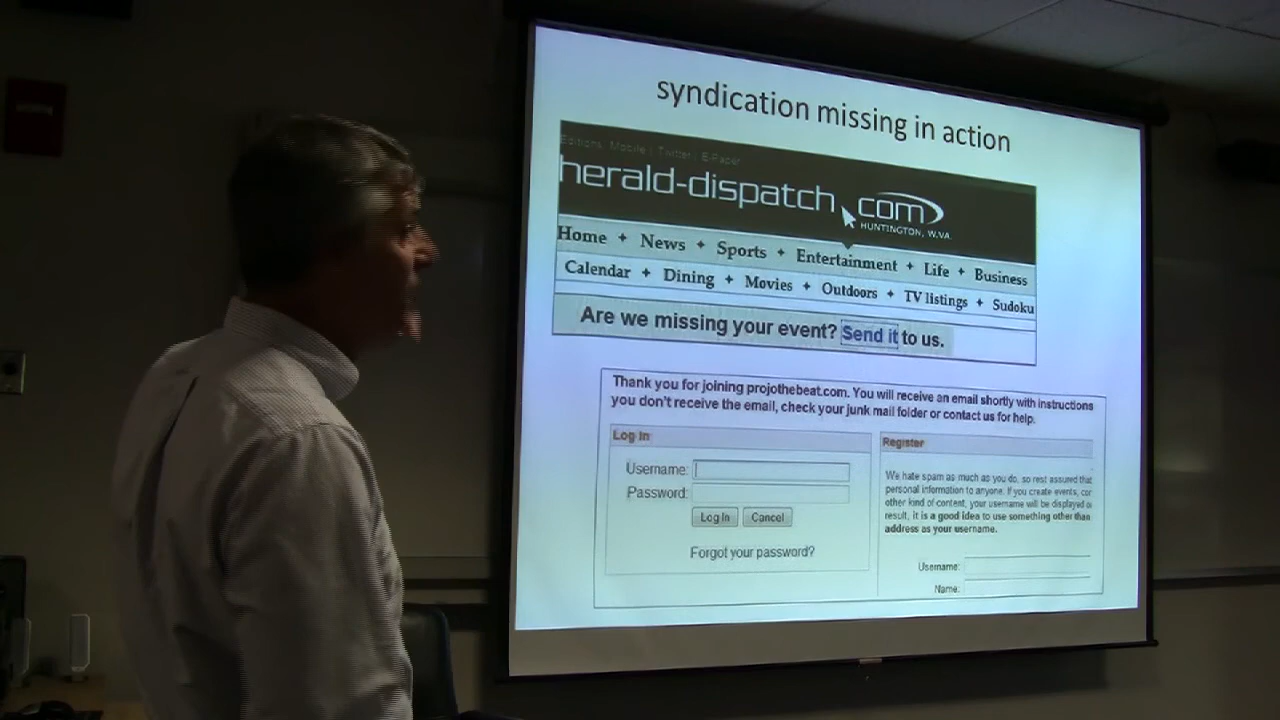 syndication missing in action
Editions: Mobile | Twitter | E-Paper
herald-dispatch.com
HUNTINGTON, W.VA.
Home + News + Sports + Entertainment + Life + Business
Calendar + Dining + Movies + Outdoors + TV listings + Sudoku
Are we missing your event? Send it to us.
Thank you for joining projothebeat.com. You will receive an email shortly with instructions
you don't receive the email, check your junk mail folder or contact us for help.
Log In
Username:
Password:
Log In Cancel
Forgot your password?
Register
We hate spam as much as you do, so rest assured that
personal information to anyone. If you create events,
other kind of content, your username will be displayed
result, it is a good idea to use something other than
address as your username.
Username:
Name: